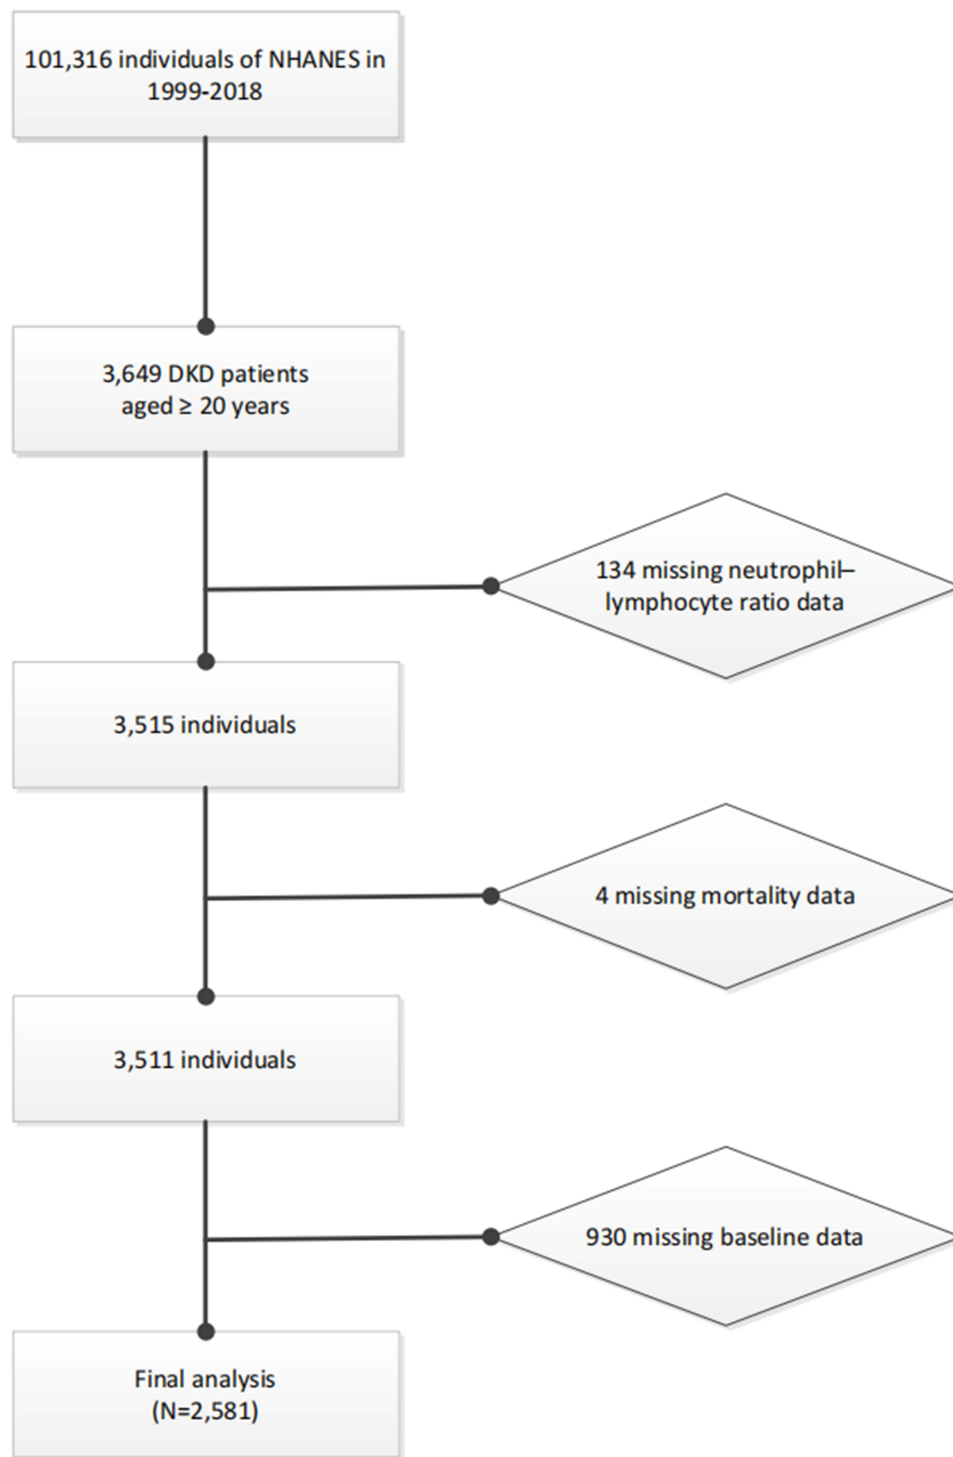 101,316 individuals of NHANES in
1999-2018
3,649 DKD patients
aged ≥ 20 years
134 missing neutrophil–
lymphocyte ratio data
3,515 individuals
4 missing mortality data
3,511 individuals
930 missing baseline data
Final analysis
(N=2,581)